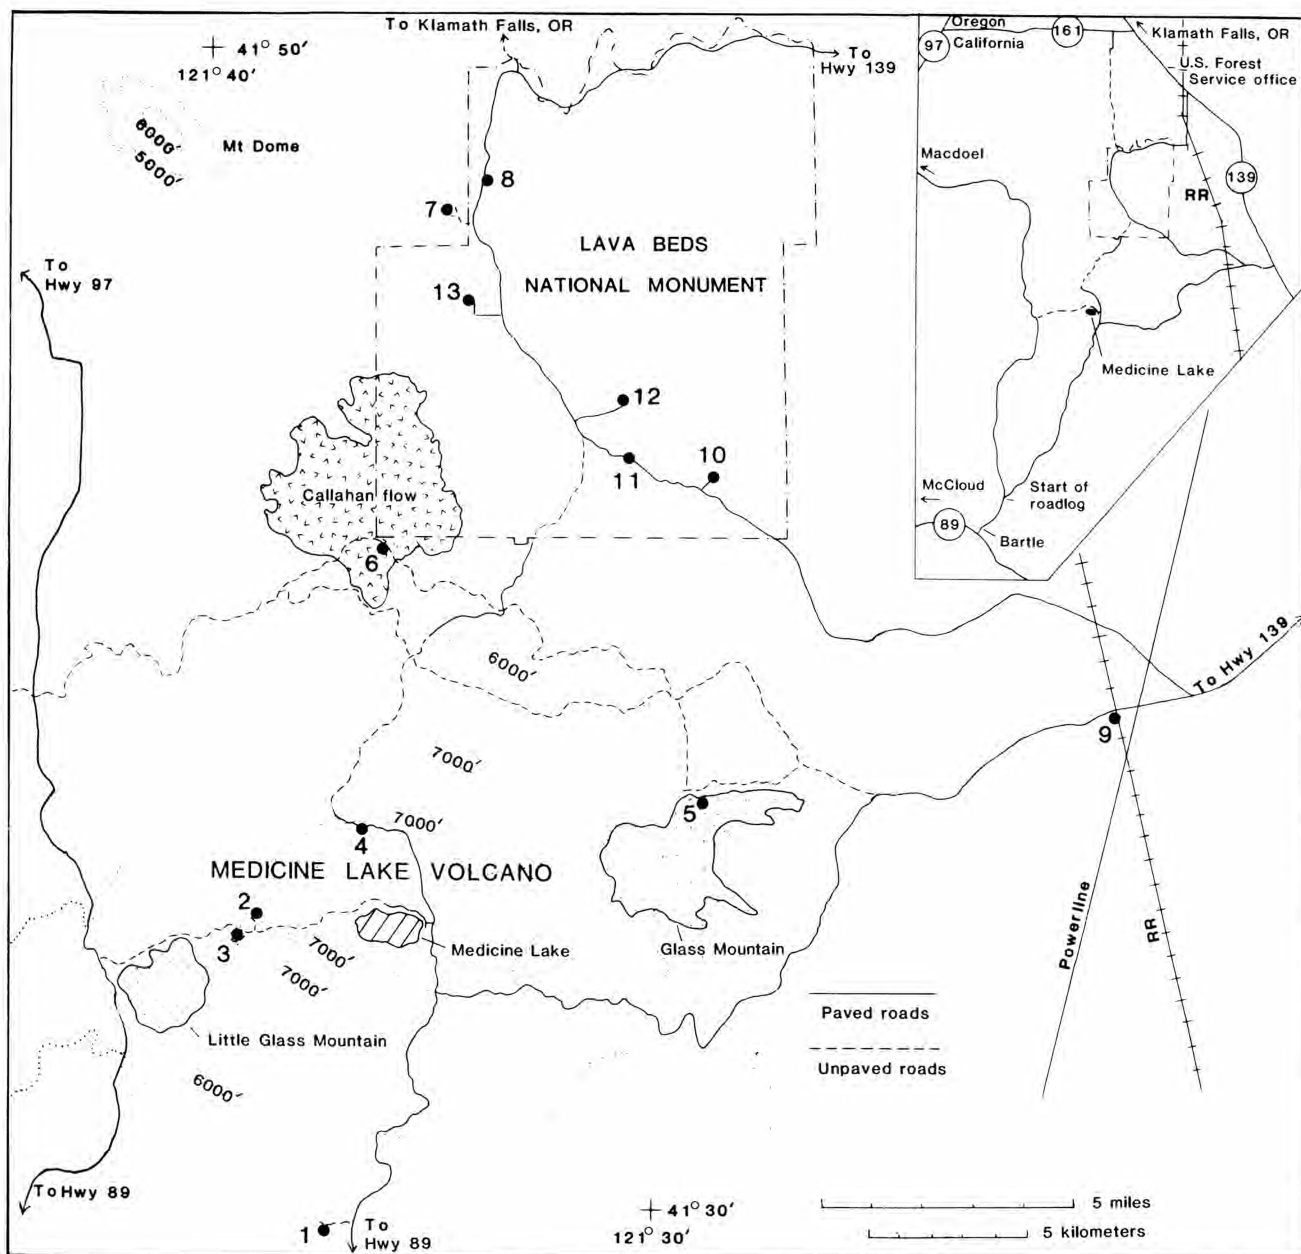 To Klamath Falls, OR
41° 50′
121° 40′
To
Hwy 139
6000′
5000′
Mt Dome
8
7
LAVA BEDS
NATIONAL MONUMENT
To
Hwy 97
13
12
10
11
Callahan flow
6
6000′
7000′
To Hwy 139
9
5
7000′
4
MEDICINE LAKE VOLCANO
2
3
7000′
7000′
Medicine Lake
Glass Mountain
Powerline
RR
Little Glass Mountain
6000′
Paved roads
Unpaved roads
To Hwy 89
1
To
Hwy 89
41° 30′
121° 30′
5 miles
5 kilometers
Oregon
161
Klamath Falls, OR
97
California
U.S. Forest
Service office
Macdoel
139
RR
Medicine Lake
McCloud
Start of
roadlog
89
Bartle